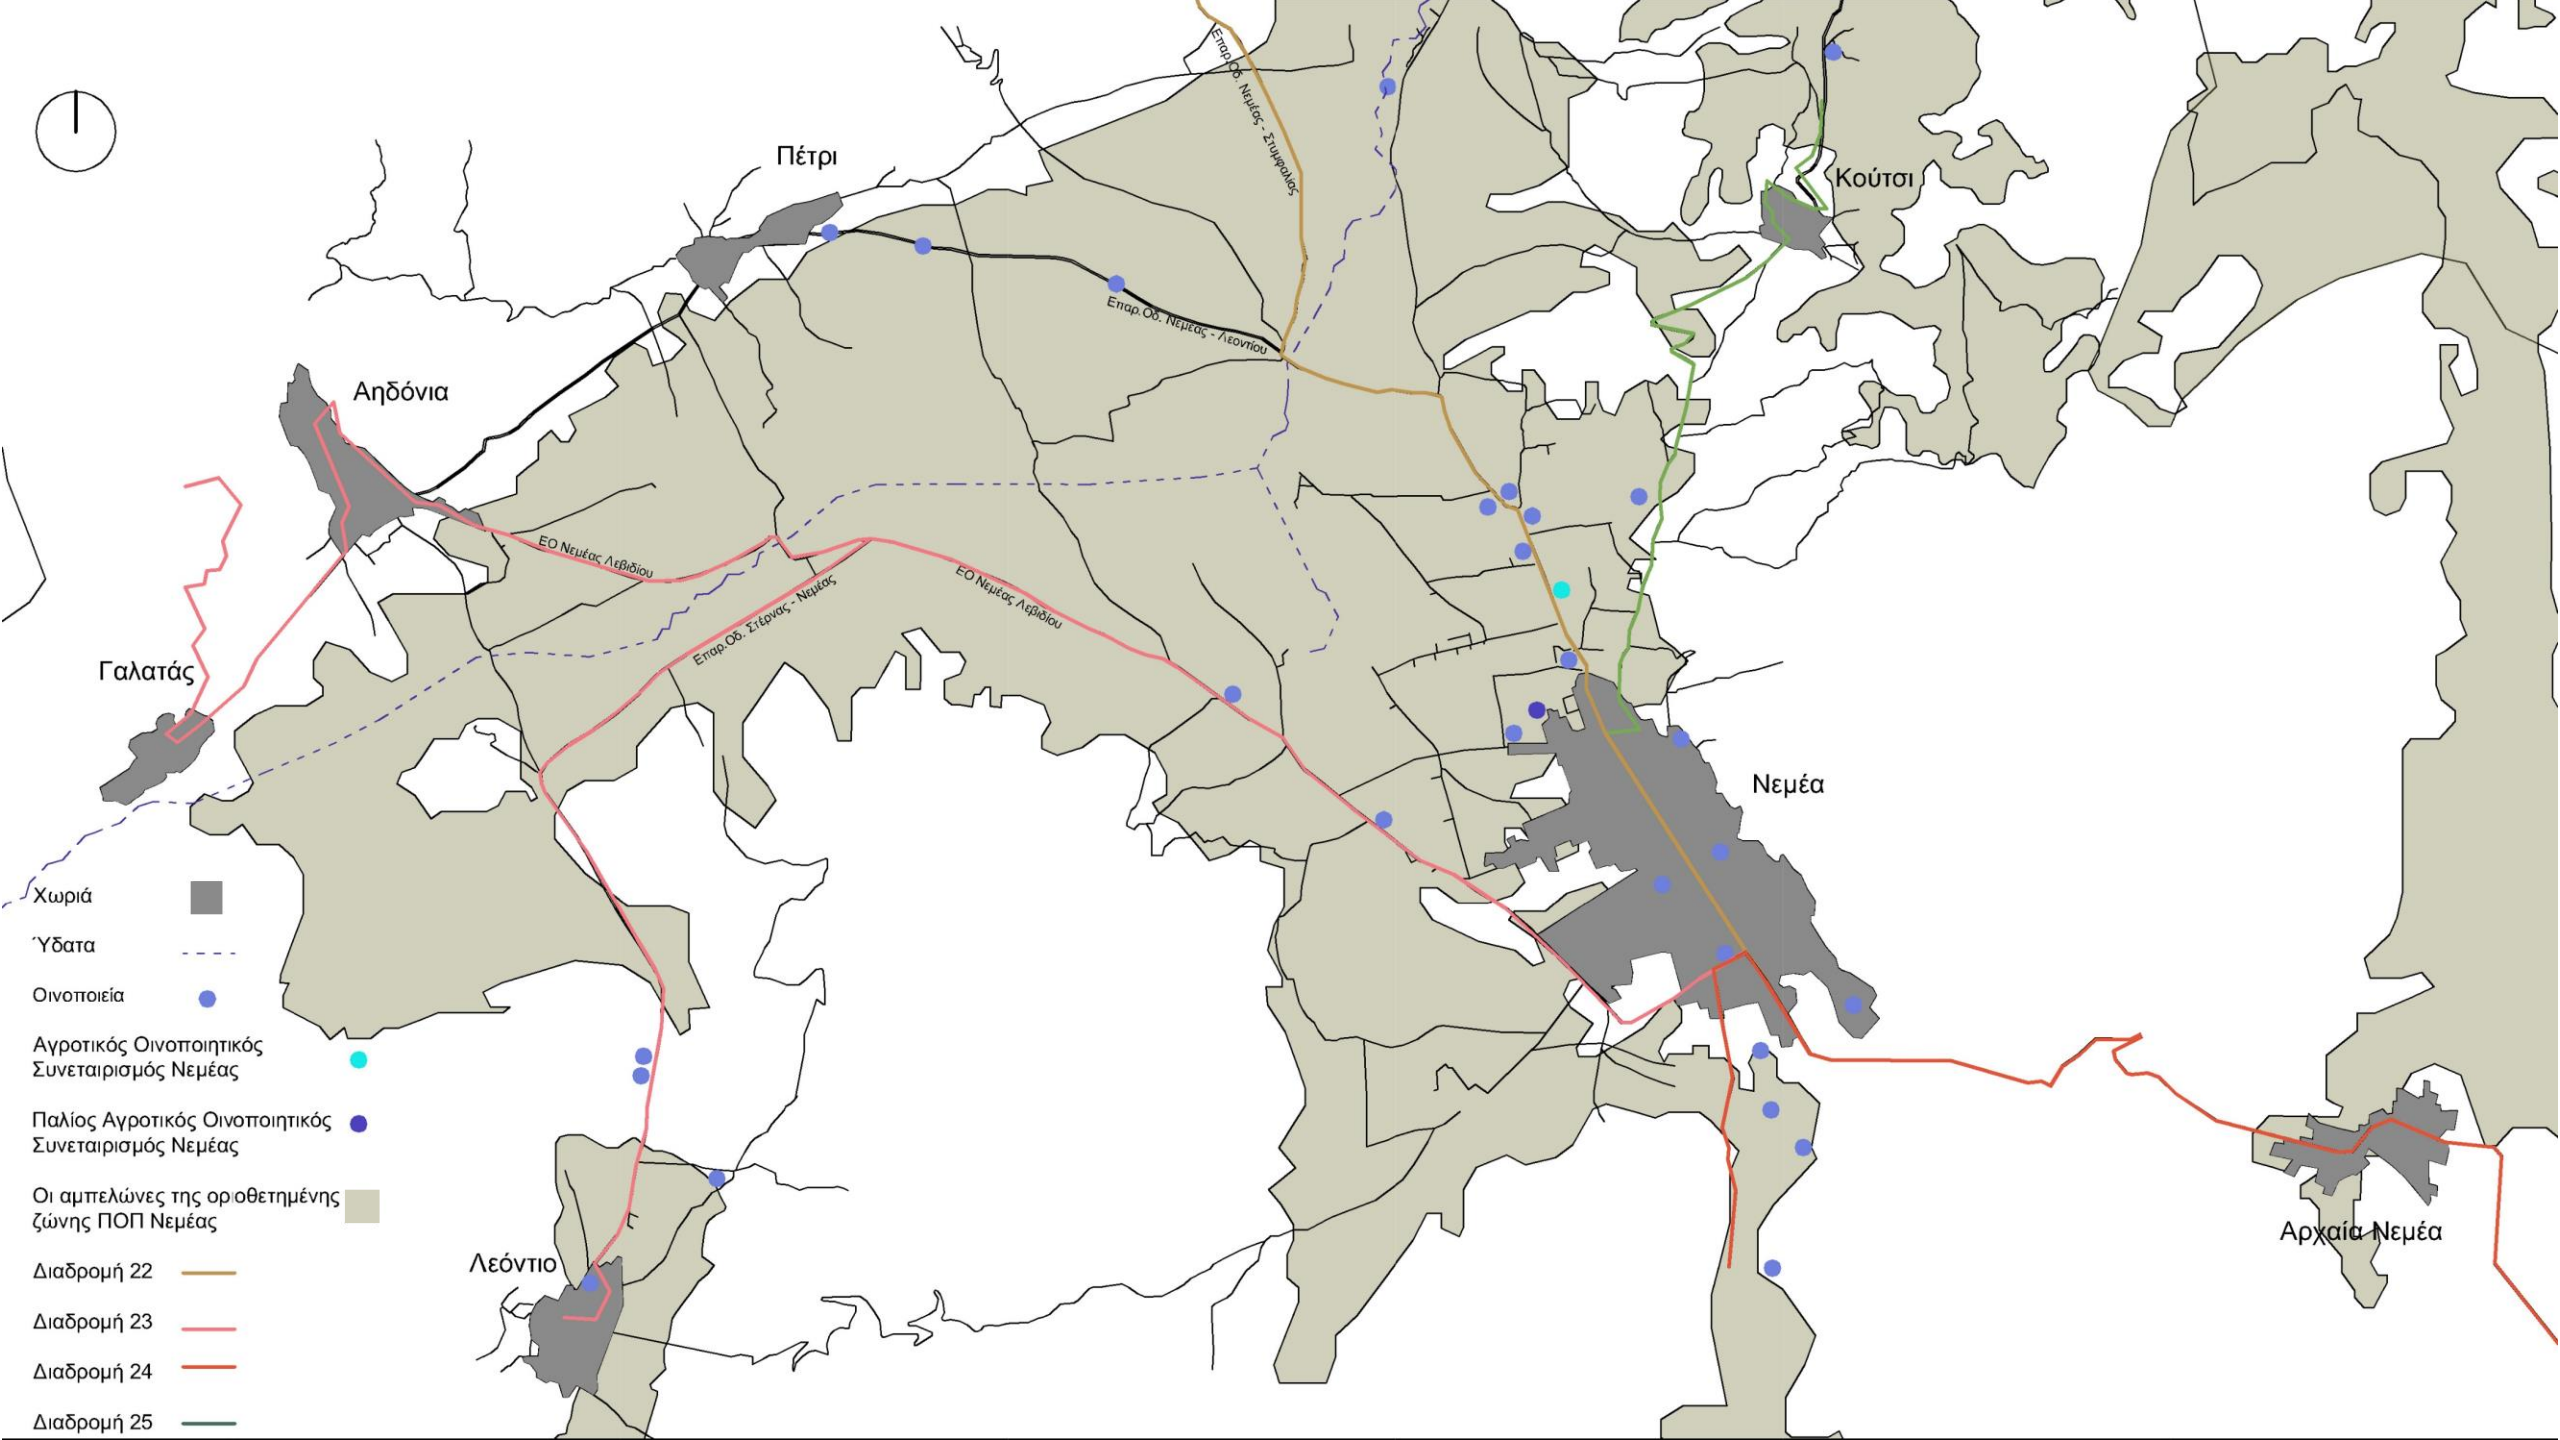 Επαρ.Οδ. Νεμέας - Στυμφαλίας
Πέτρι
Κούτσι
Επαρ.Οδ. Νεμέας - Λεοντίου
Αηδόνια
ΕΟ Νεμέας Λεβιδίου
ΕΟ Νεμέας Λεβιδίου
Επαρ.Οδ. Στέρνας - Νεμέας
Γαλατάς
Νεμέα
Χωριά
Ύδατα
Οινοποιεία
Αγροτικός Οινοποιητικός
Συνεταιρισμός Νεμέας
Παλίος Αγροτικός Οινοποιητικός
Συνεταιρισμός Νεμέας
Οι αμπελώνες της οριοθετημένης
ζώνης ΠΟΠ Νεμέας
Αρχαία Νεμέα
Λεόντιο
Διαδρομή 22
Διαδρομή 23
Διαδρομή 24
Διαδρομή 25